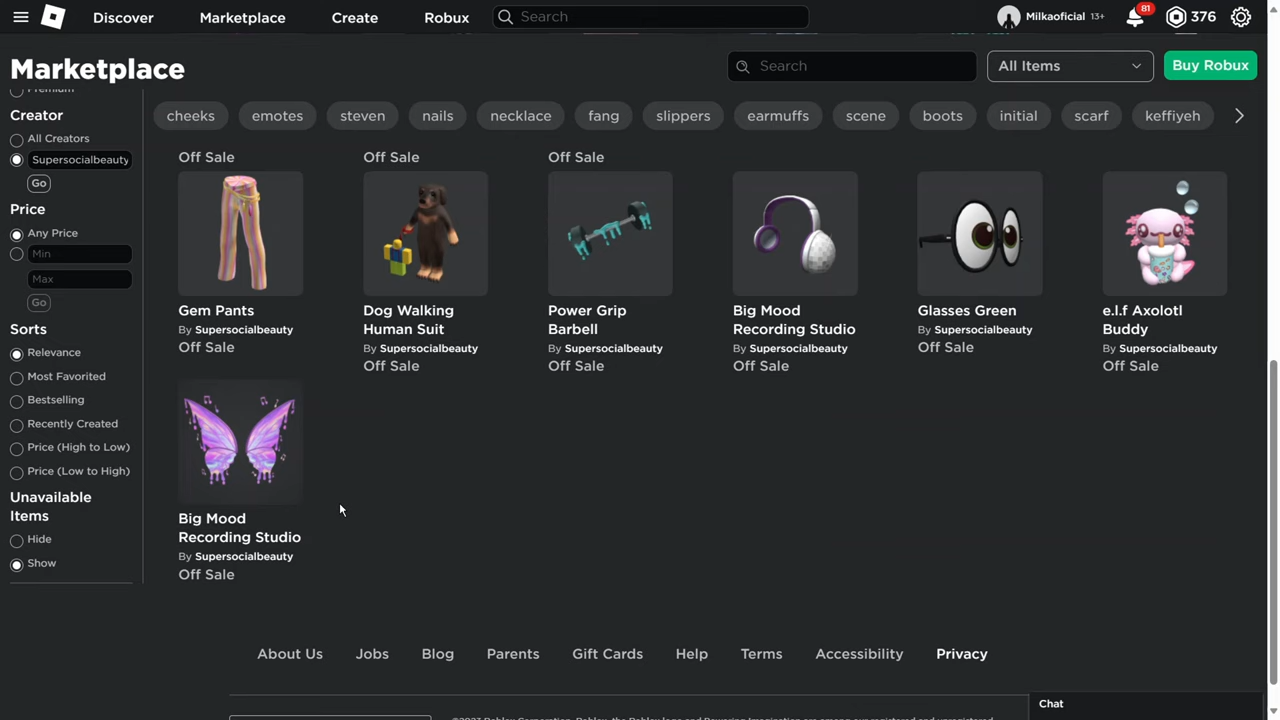 Discover Marketplace Create Robux Search Milkaoficial 13+ 81 376
Marketplace Search All Items Buy Robux
Premium
Creator
All Creators
Supersocialbeauty
Go
Price
Any Price
Min
Max
Go
Sorts
Relevance
Most Favorited
Bestselling
Recently Created
Price (High to Low)
Price (Low to High)
Unavailable
Items
Hide
Show
cheeks emotes steven nails necklace fang slippers earmuffs scene boots initial scarf keffiyeh
Off Sale Off Sale Off Sale
Gem Pants
By Supersocialbeauty
Off Sale
Dog Walking
Human Suit
By Supersocialbeauty
Off Sale
Power Grip
Barbell
By Supersocialbeauty
Off Sale
Big Mood
Recording Studio
By Supersocialbeauty
Off Sale
Glasses Green
By Supersocialbeauty
Off Sale
e.l.f Axolotl
Buddy
By Supersocialbeauty
Off Sale
Big Mood
Recording Studio
By Supersocialbeauty
Off Sale
About Us Jobs Blog Parents Gift Cards Help Terms Accessibility Privacy
Chat